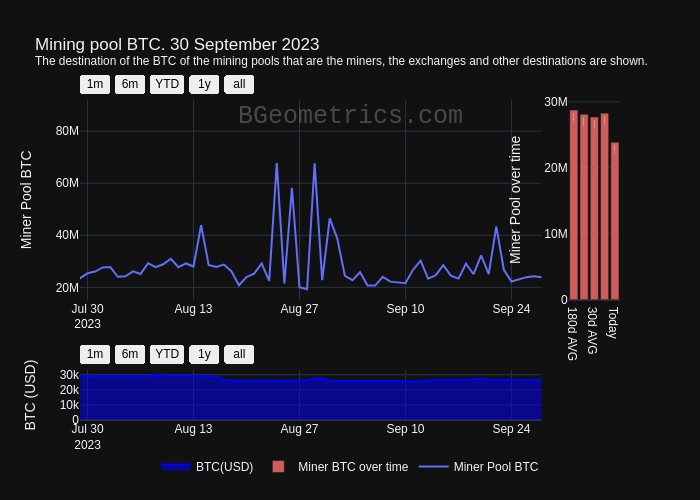 Mining pool BTC. 30 September 2023
The destination of the BTC of the mining pools that are the miners, the exchanges and other destinations are shown.
1m 6m YTD 1y all
BGeometrics.com
Miner Pool BTC
80M
60M
40M
20M
Jul 30
2023
Aug 13
Aug 27
Sep 10
Sep 24
Miner Pool over time
30M
20M
10M
0
180d AVG
30d AVG
Today
1m 6m YTD 1y all
BTC (USD)
30k
20k
10k
0
Jul 30
2023
Aug 13
Aug 27
Sep 10
Sep 24
BTC(USD) Miner BTC over time Miner Pool BTC